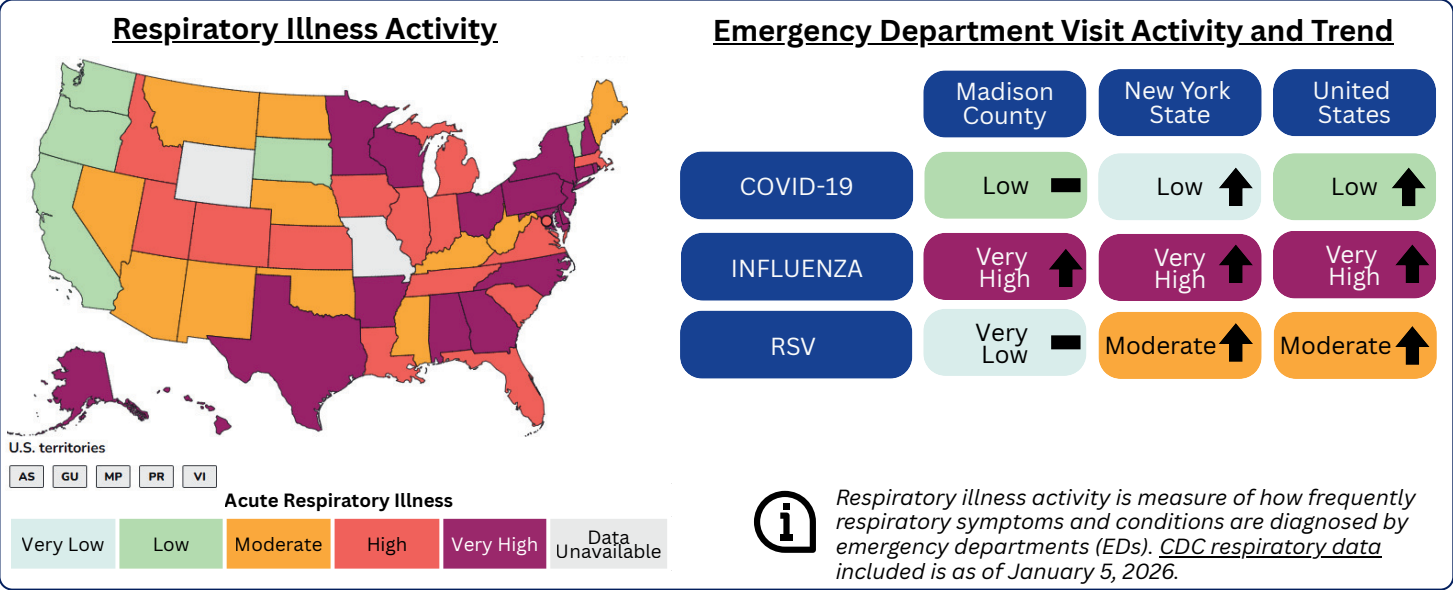 Respiratory Illness Activity
U.S. territories
AS
GU
MP
PR
VI
Acute Respiratory Illness
Very Low
Low
Moderate
High
Very High
Data
Unavailable
Emergency Department Visit Activity and Trend
Madison
County
New York
State
United
States
COVID-19
Low
Low
Low
INFLUENZA
Very
High
Very
High
Very
High
RSV
Very
Low
Moderate
Moderate
i
Respiratory illness activity is measure of how frequently
respiratory symptoms and conditions are diagnosed by
emergency departments (EDs). CDC respiratory data
included is as of January 5, 2026.